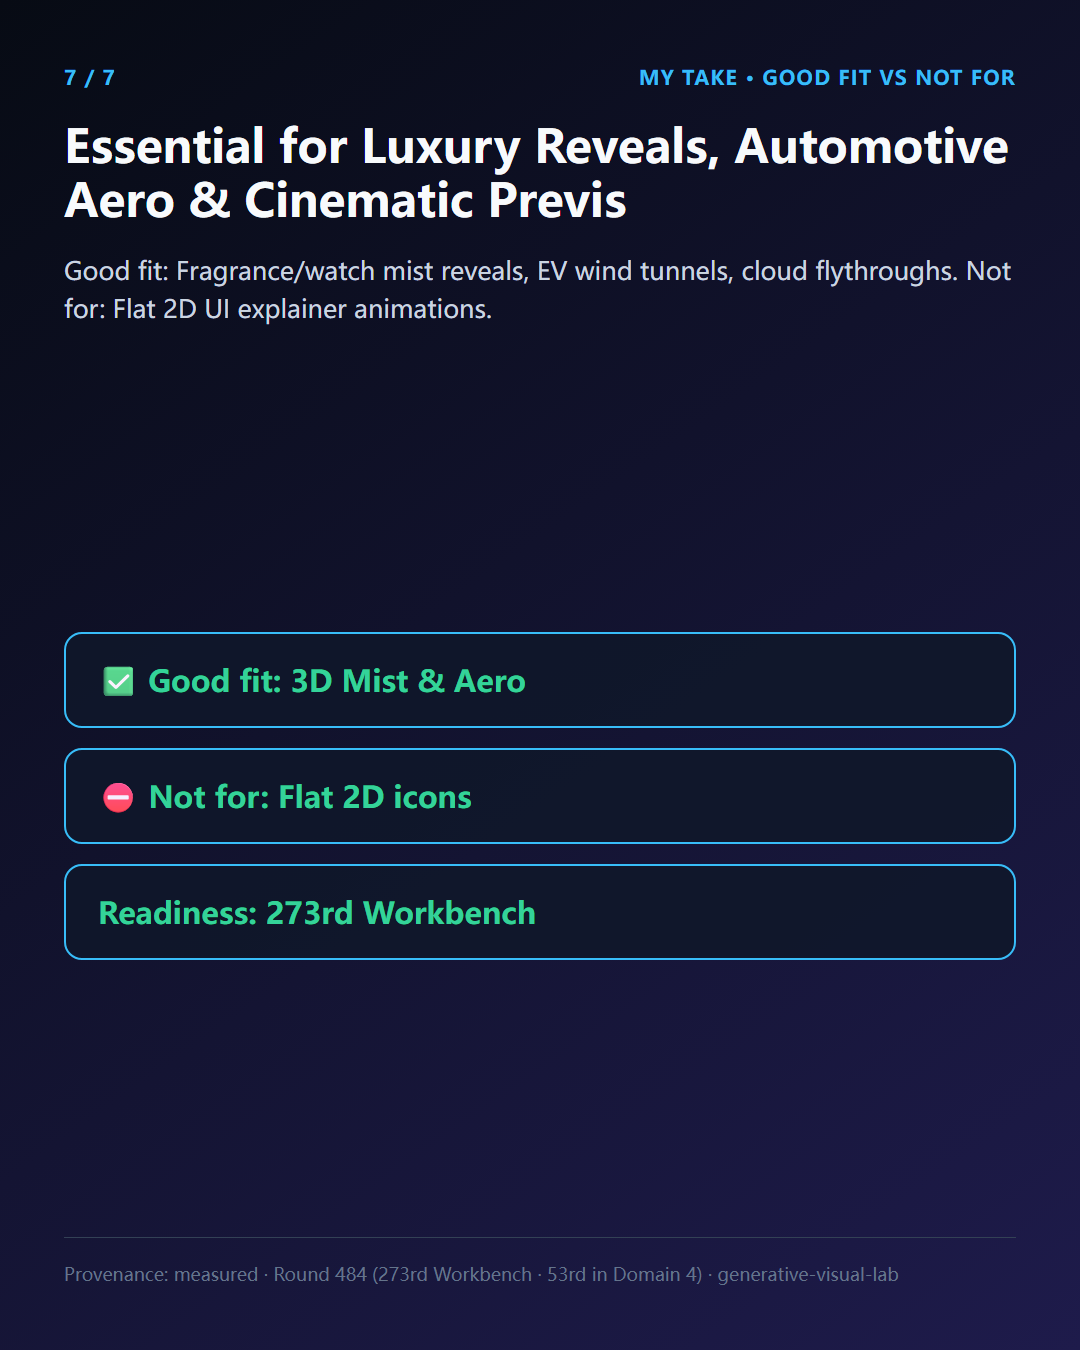 7 / 7
MY TAKE • GOOD FIT VS NOT FOR
Essential for Luxury Reveals, Automotive
Aero & Cinematic Previs
Good fit: Fragrance/watch mist reveals, EV wind tunnels, cloud flythroughs. Not
for: Flat 2D UI explainer animations.
✅ Good fit: 3D Mist & Aero
⛔ Not for: Flat 2D icons
Readiness: 273rd Workbench
Provenance: measured · Round 484 (273rd Workbench · 53rd in Domain 4) · generative-visual-lab